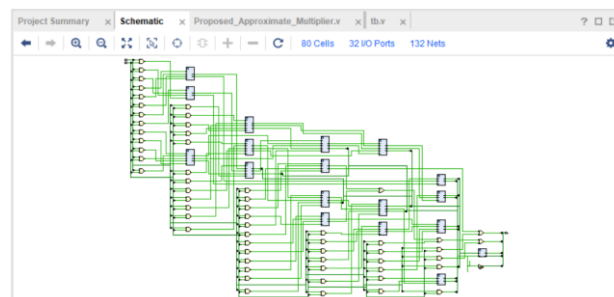 Project Summary × Schematic × Proposed_Approximate_Multiplier.v × tb.v × ?
80 Cells 32 I/O Ports 132 Nets